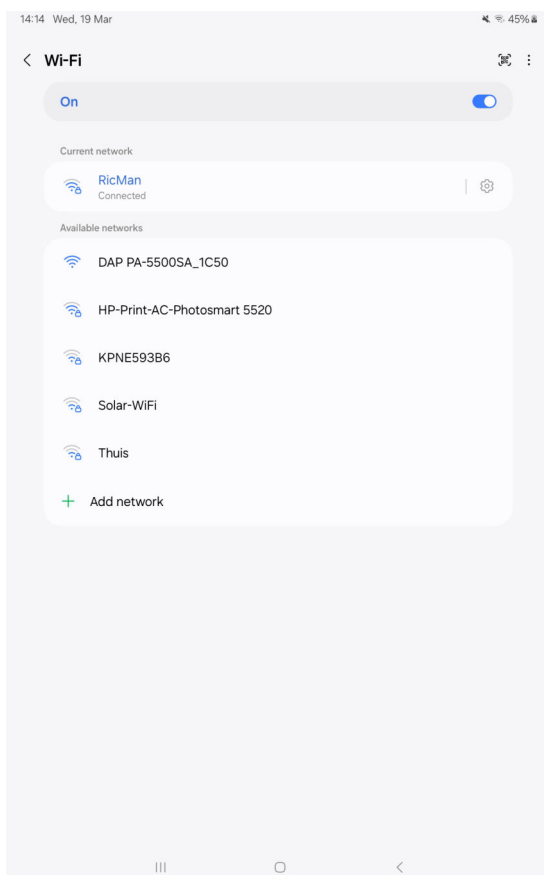 14:14 Wed, 19 Mar 45%
Wi-Fi
On
Current network
RicMan
Connected
Available networks
DAP PA-5500SA_1C50
HP-Print-AC-Photosmart 5520
KPNE593B6
Solar-WiFi
Thuis
Add network